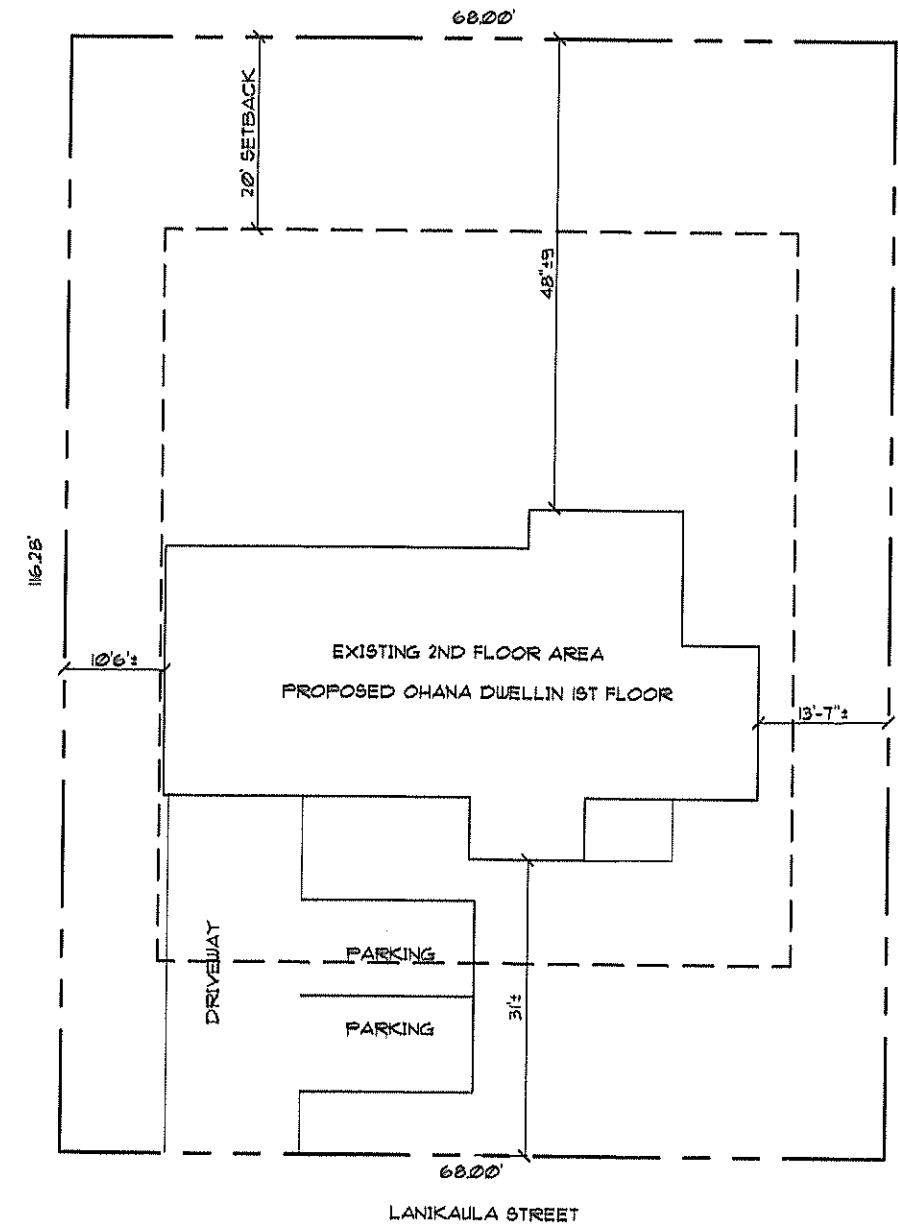 68.00'
20' SETBACK
48"±9
116.28'
EXISTING 2ND FLOOR AREA
10'6'±
PROPOSED OHANA DWELLIN 1ST FLOOR
13'-7"±
DRIVEWAY
PARKING
31'±
PARKING
68.00'
LANIKAULA STREET